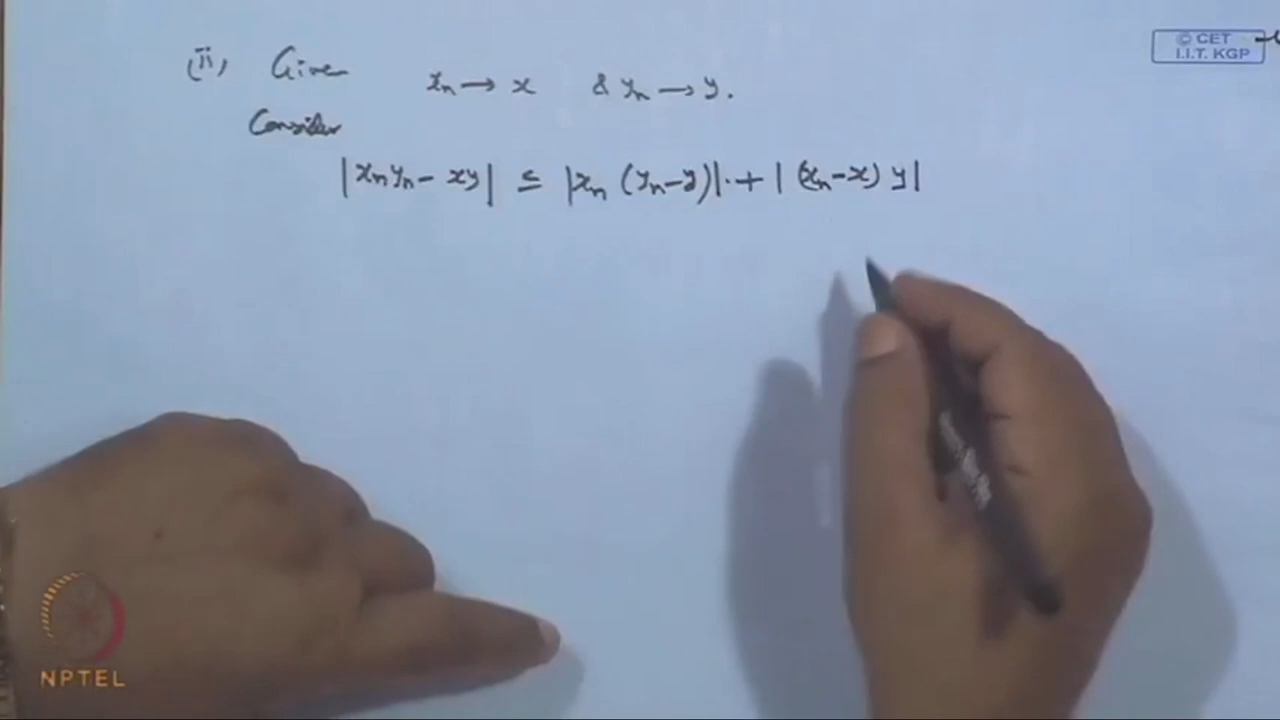 © CET
I.I.T. KGP
(ii) Given xₙ → x & yₙ → y.
Consider
|xₙyₙ - xy| ≤ |xₙ (yₙ-y)| + |(xₙ-x) y|
NPTEL